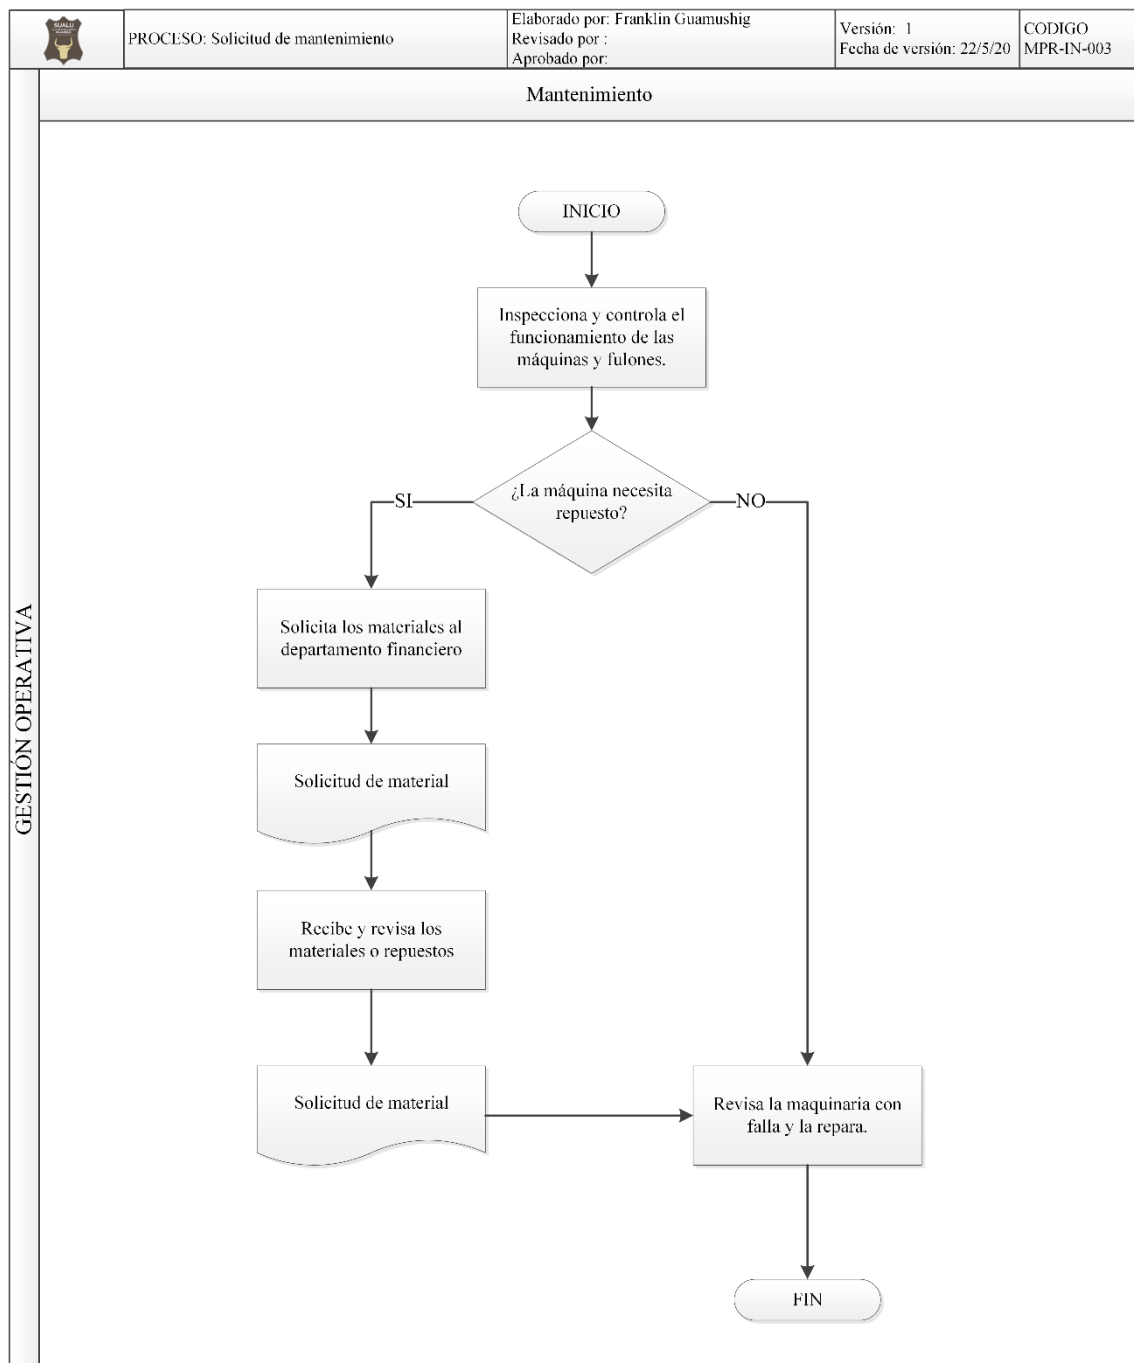 SUALU
PROCESO: Solicitud de mantenimiento
Elaborado por: Franklin Guamushig
Revisado por :
Aprobado por:
Versión: 1
Fecha de versión: 22/5/20
CODIGO
MPR-IN-003
Mantenimiento
GESTIÓN OPERATIVA
INICIO
Inspecciona y controla el
funcionamiento de las
máquinas y fulones.
¿La máquina necesita
repuesto?
SI
NO
Solicita los materiales al
departamento financiero
Solicitud de material
Recibe y revisa los
materiales o repuestos
Solicitud de material
Revisa la maquinaria con
falla y la repara.
FIN